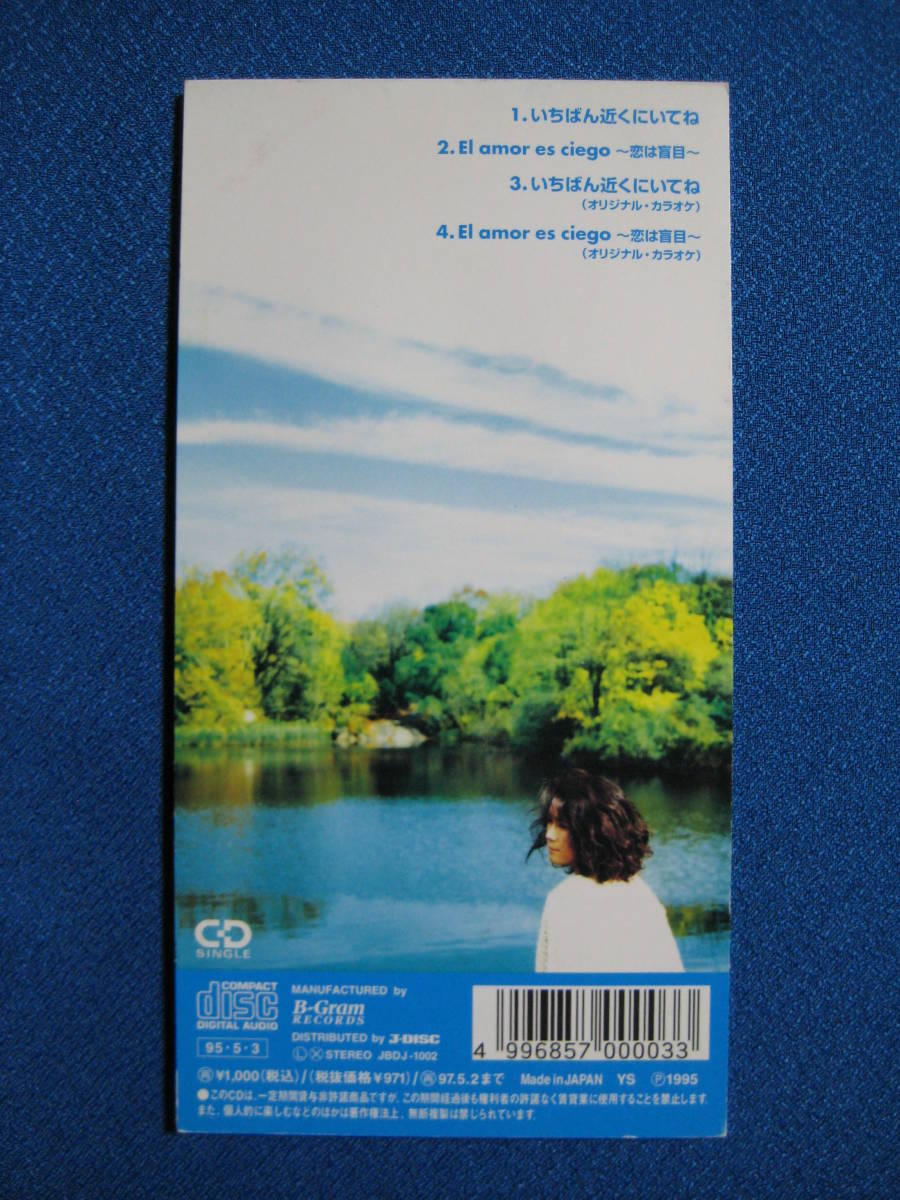 1.いちばん近くにいてね
2.El amor es ciego 〜恋は盲目〜
3.いちばん近くにいてね
(オリジナル・カラオケ)
4.El amor es ciego 〜恋は盲目〜
(オリジナル・カラオケ)
CD
SINGLE
COMPACT
disc
DIGITAL AUDIO
MANUFACTURED by
B-Gram
RECORDS
DISTRIBUTED by J-DISC
95・5・3
Ⓛ Ⓧ STEREO JBDJ-1002
4 996857 000033
㊢¥1,000(税込)/(税抜価格¥971)/㊢97.5.2まで Made in JAPAN YS Ⓟ1995
●このCDは、一定期間貸与非許諾商品ですが、この期間経過後も権利者の許諾なく賃貸業に使用することを禁止します。
また、個人的に楽しむなどのほかは著作権法上、無断複製は禁じられています。